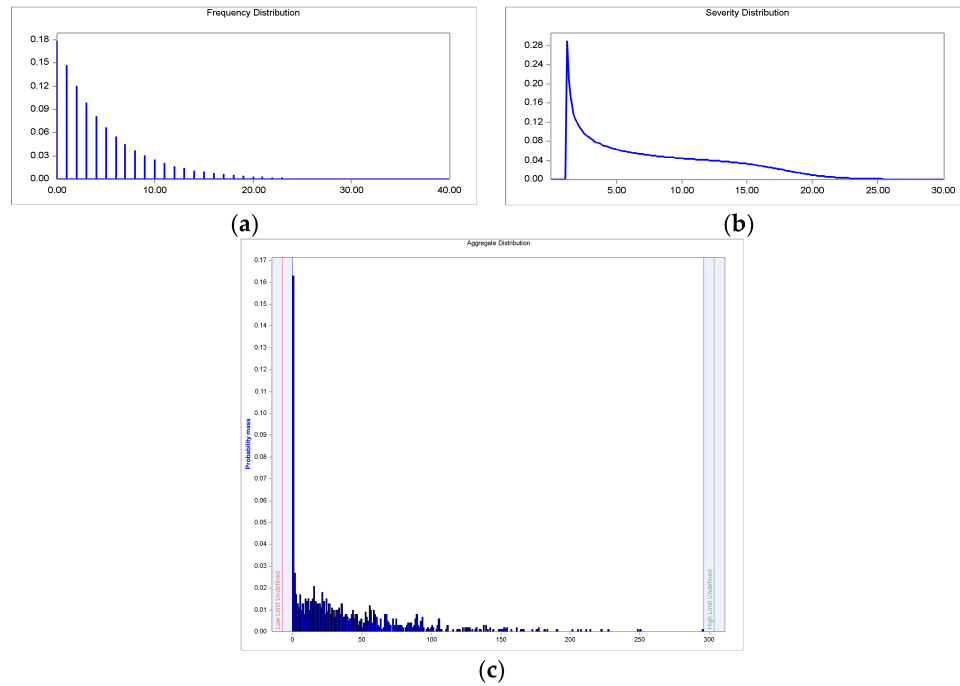 Frequency Distribution
0.18
0.15
0.12
0.09
0.06
0.03
0.00
0.00 10.00 20.00 30.00 40.00
(a)
Severity Distribution
0.28
0.24
0.20
0.16
0.12
0.08
0.04
0.00
5.00 10.00 15.00 20.00 25.00 30.00
(b)
Aggregate Distribution
0.17
0.16
0.15
0.14
0.13
0.12
0.11
0.10
0.09
0.08
0.07
0.06
0.05
0.04
0.03
0.02
0.01
0.00
Probability mass
Low Limit Undefined
High Limit Undefined
0 50 100 150 200 250 300
(c)